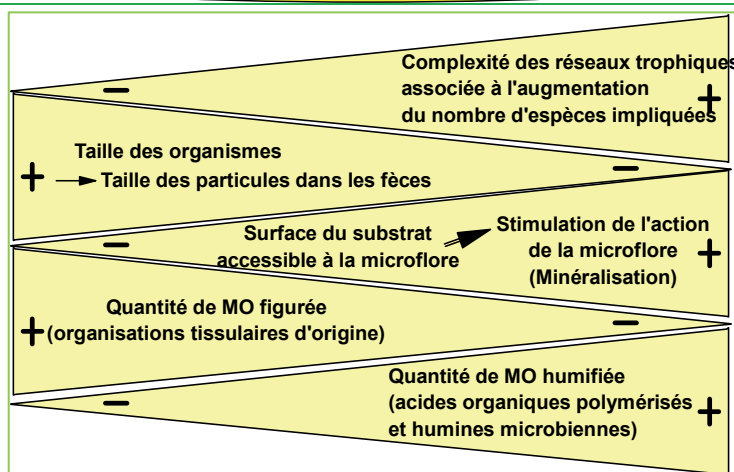 Complexité des réseaux trophiques
associée à l'augmentation
du nombre d'espèces impliquées
−
+
Taille des organismes
+ → Taille des particules dans les fèces
−
−
Surface du substrat
accessible à la microflore
Stimulation de l'action
de la microflore
(Minéralisation)
+
Quantité de MO figurée
+ (organisations tissulaires d'origine)
−
−
Quantité de MO humifiée
(acides organiques polymérisés
et humines microbiennes)
+